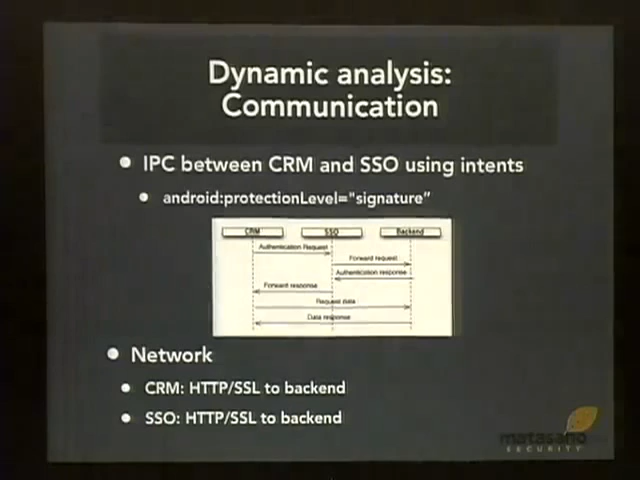 Dynamic analysis:
Communication
IPC between CRM and SSO using intents
android:protectionLevel="signature"
CRM SSO Backend
Authentication Request
Forward request
Authentication response
Forward response
Request data
Data response
Network
CRM: HTTP/SSL to backend
SSO: HTTP/SSL to backend
matasano
SECURITY